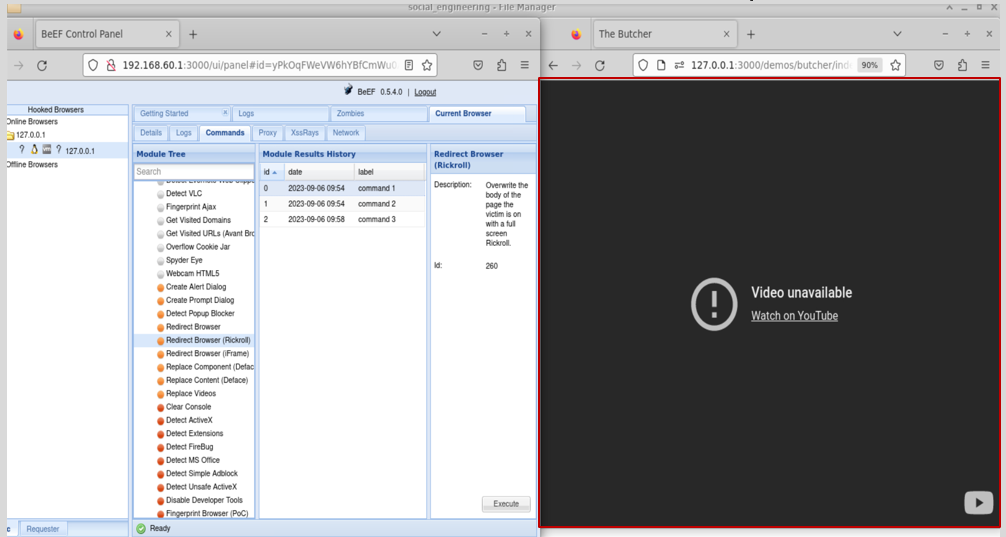 social_engineering - File Manager
BeEF Control Panel
The Butcher
192.168.60.1:3000/ui/panel#id=yPkOqFWeVW6hYBfCmWu0
127.0.0.1:3000/demos/butcher/ind
90%
BeEF 0.5.4.0 | Logout
Hooked Browsers
Online Browsers
127.0.0.1
? ? 127.0.0.1
Offline Browsers
Getting Started
Logs
Zombies
Current Browser
Details
Logs
Commands
Proxy
XssRays
Network
Module Tree
Search
Detect VLC
Fingerprint Ajax
Get Visited Domains
Get Visited URLs (Avant Bro
Overflow Cookie Jar
Spyder Eye
Webcam HTML5
Create Alert Dialog
Create Prompt Dialog
Detect Popup Blocker
Redirect Browser
Redirect Browser (Rickroll)
Redirect Browser (iFrame)
Replace Component (Defac
Replace Content (Deface)
Replace Videos
Clear Console
Detect ActiveX
Detect Extensions
Detect FireBug
Detect MS Office
Detect Simple Adblock
Detect Unsafe ActiveX
Disable Developer Tools
Fingerprint Browser (PoC)
Module Results History
id date label
0 2023-09-06 09:54 command 1
1 2023-09-06 09:54 command 2
2 2023-09-06 09:58 command 3
Redirect Browser
(Rickroll)
Description: Overwrite the
body of the
page the
victim is on
with a full
screen
Rickroll.
Id: 260
Execute
Video unavailable
Watch on YouTube
c
Requester
Ready